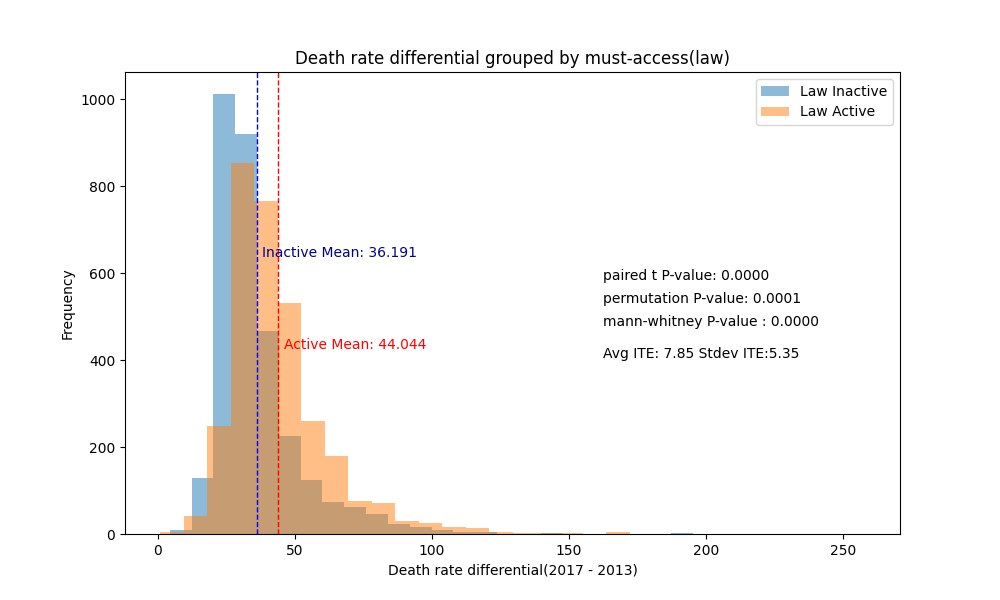 Death rate differential grouped by must-access(law)
Law Inactive
Law Active
1000
800
600
400
200
0
Frequency
Inactive Mean: 36.191
Active Mean: 44.044
paired t P-value: 0.0000
permutation P-value: 0.0001
mann-whitney P-value : 0.0000
Avg ITE: 7.85 Stdev ITE:5.35
0 50 100 150 200 250
Death rate differential(2017 - 2013)